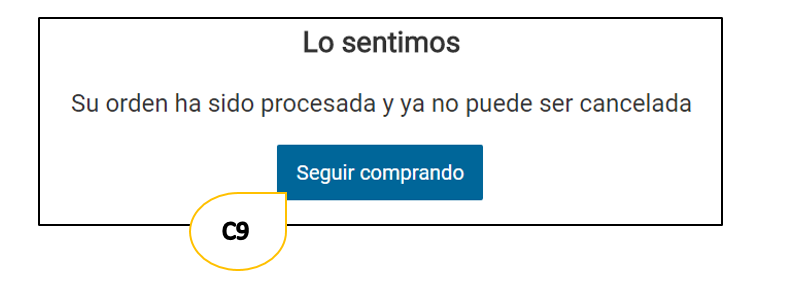 Lo sentimos
Su orden ha sido procesada y ya no puede ser cancelada
Seguir comprando
C9